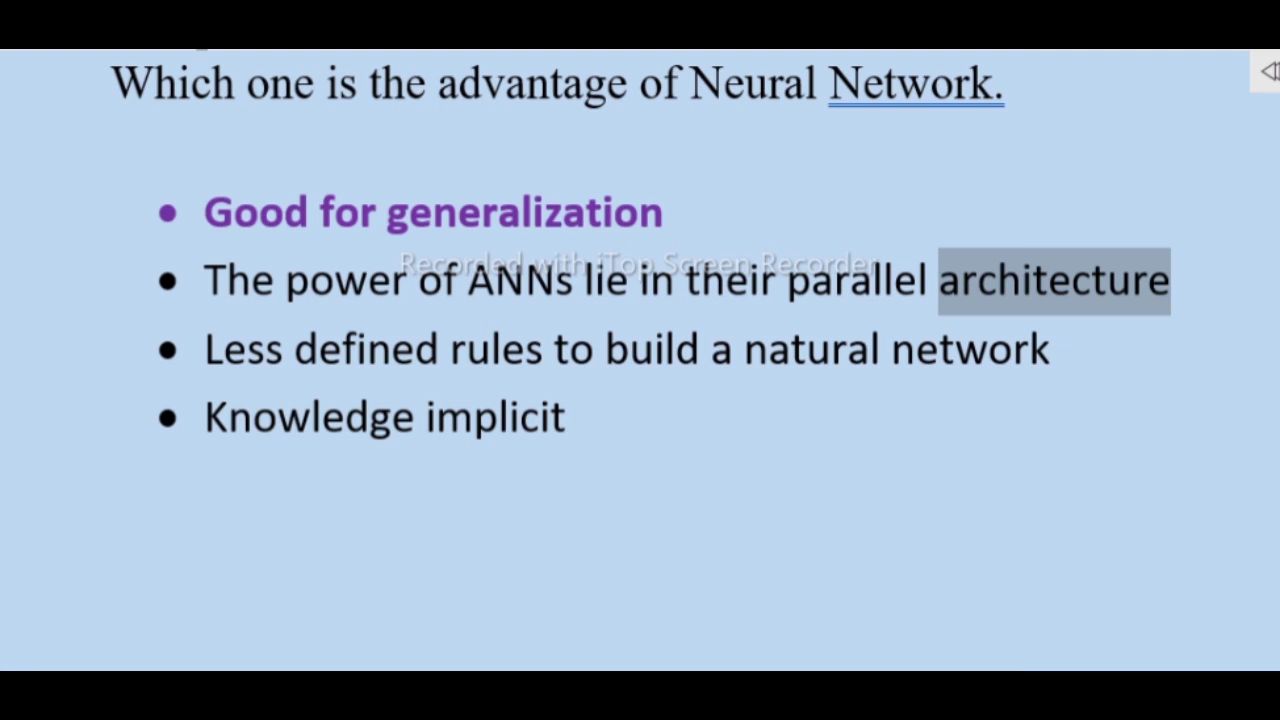 Which one is the advantage of Neural Network.
• Good for generalization
Recorded with iTop Screen Recorder
• The power of ANNs lie in their parallel architecture
• Less defined rules to build a natural network
• Knowledge implicit